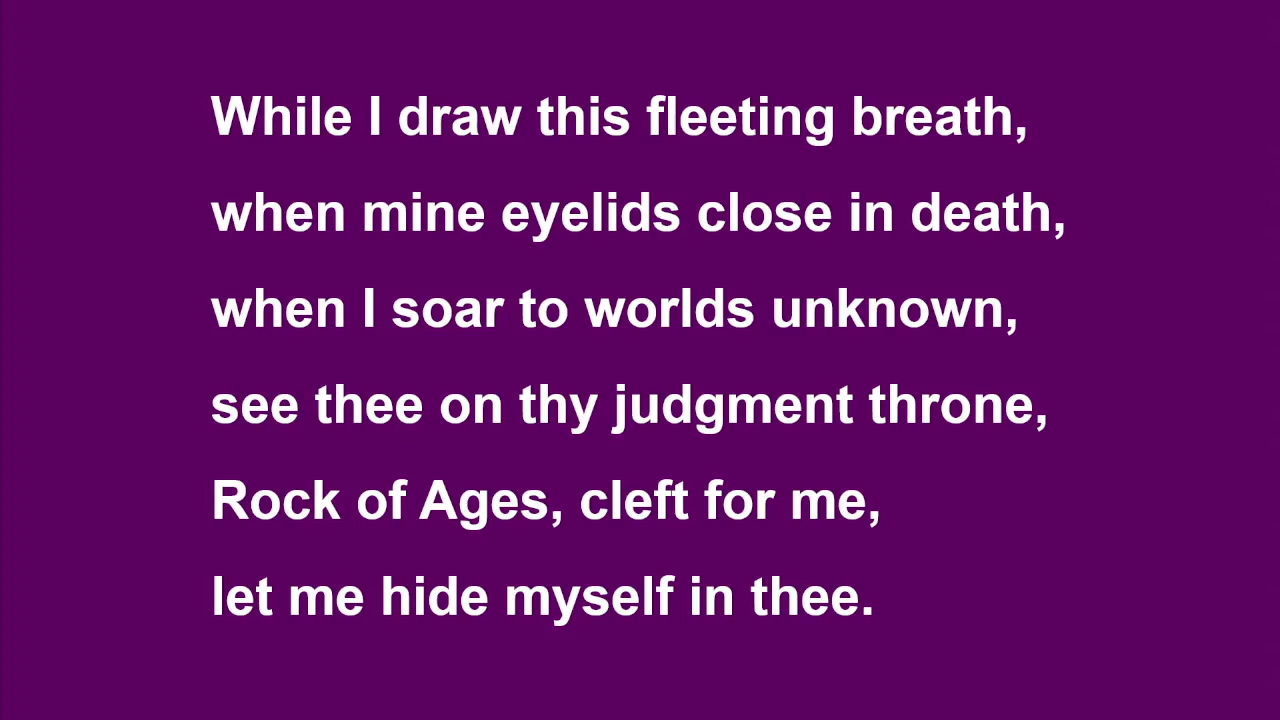 While I draw this fleeting breath,
when mine eyelids close in death,
when I soar to worlds unknown,
see thee on thy judgment throne,
Rock of Ages, cleft for me,
let me hide myself in thee.